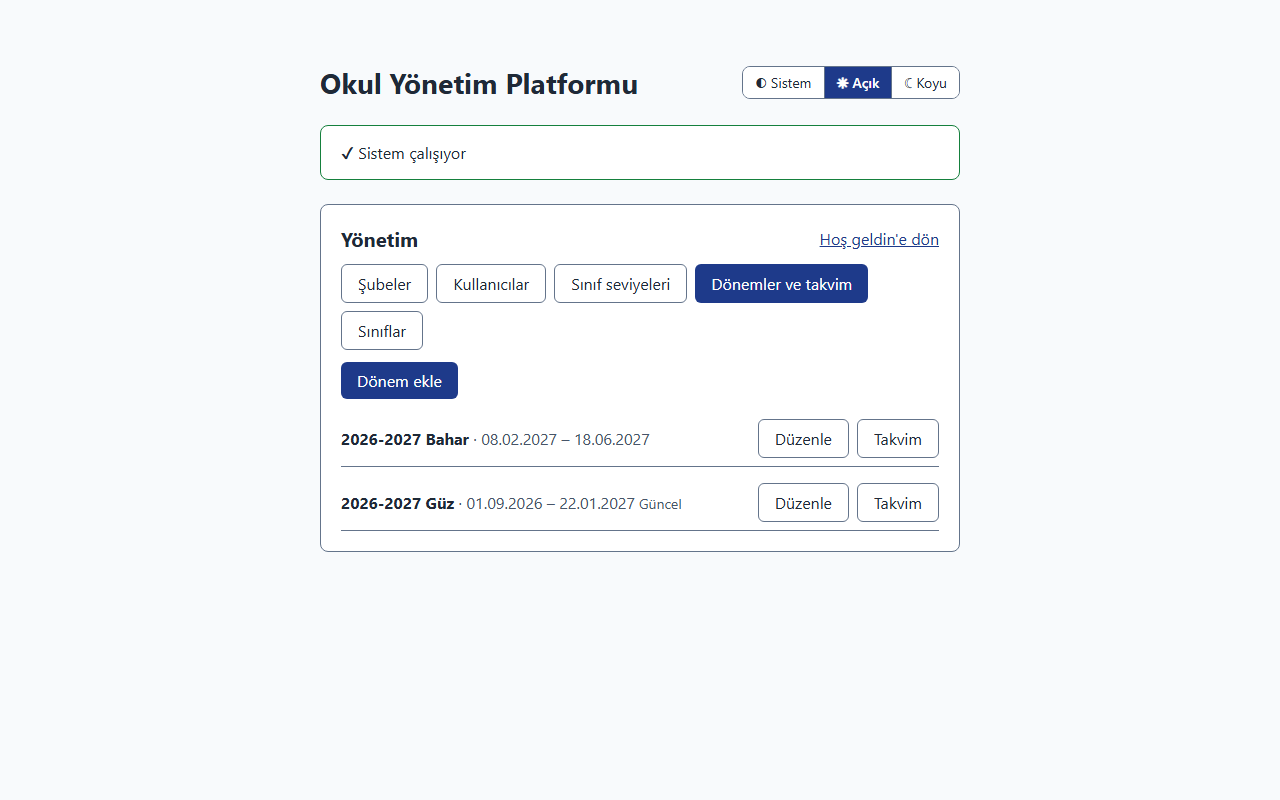 Okul Yönetim Platformu
◐ Sistem
❋ Açık
☾ Koyu
✓ Sistem çalışıyor
Yönetim
Hoş geldin'e dön
Şubeler
Kullanıcılar
Sınıf seviyeleri
Dönemler ve takvim
Sınıflar
Dönem ekle
2026-2027 Bahar · 08.02.2027 – 18.06.2027
Düzenle
Takvim
2026-2027 Güz · 01.09.2026 – 22.01.2027 Güncel
Düzenle
Takvim